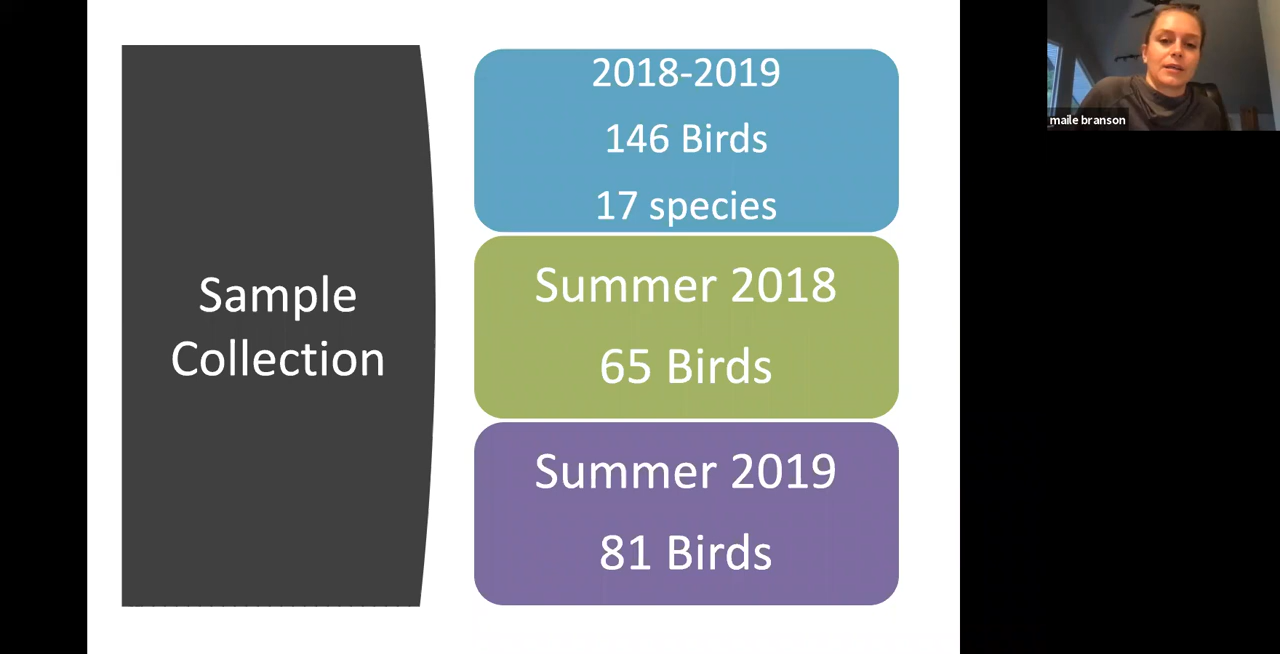 Sample
Collection
2018-2019
146 Birds
17 species
Summer 2018
65 Birds
Summer 2019
81 Birds
maile branson